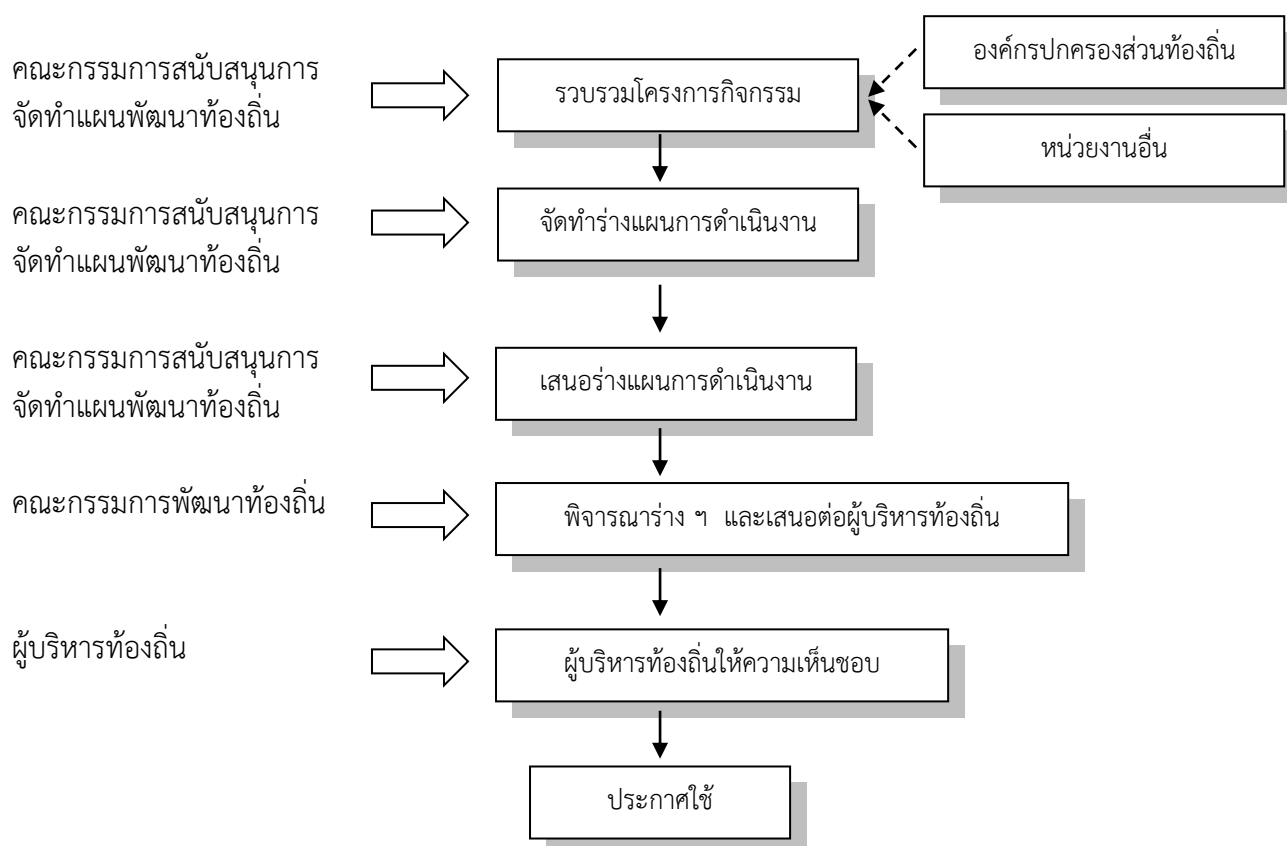 คณะกรรมการสนับสนุนการ
จัดทำแผนพัฒนาท้องถิ่น
รวบรวมโครงการกิจกรรม
องค์กรปกครองส่วนท้องถิ่น
หน่วยงานอื่น
คณะกรรมการสนับสนุนการ
จัดทำแผนพัฒนาท้องถิ่น
จัดทำร่างแผนการดำเนินงาน
คณะกรรมการสนับสนุนการ
จัดทำแผนพัฒนาท้องถิ่น
เสนอร่างแผนการดำเนินงาน
คณะกรรมการพัฒนาท้องถิ่น
พิจารณาร่าง ฯ และเสนอต่อผู้บริหารท้องถิ่น
ผู้บริหารท้องถิ่น
ผู้บริหารท้องถิ่นให้ความเห็นชอบ
ประกาศใช้